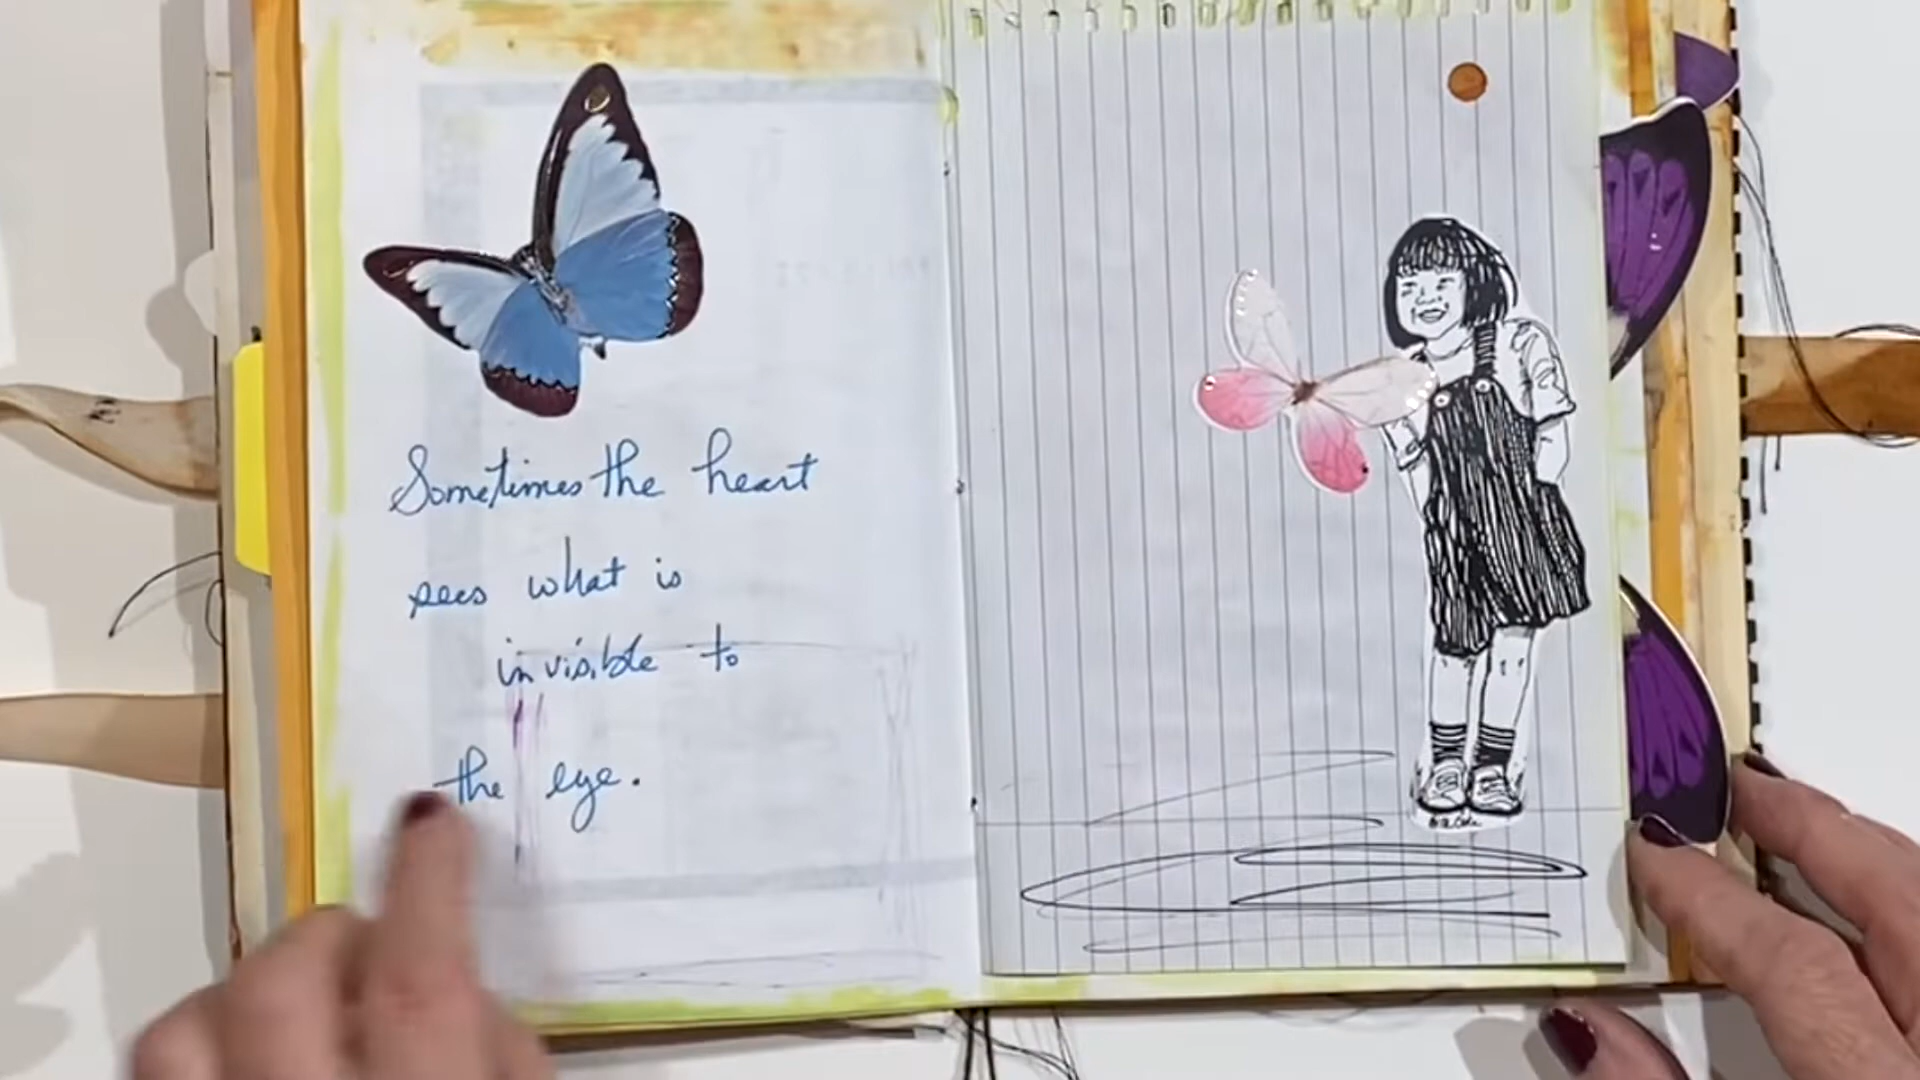 Sometimes the heart
sees what is
invisible to
the eye.